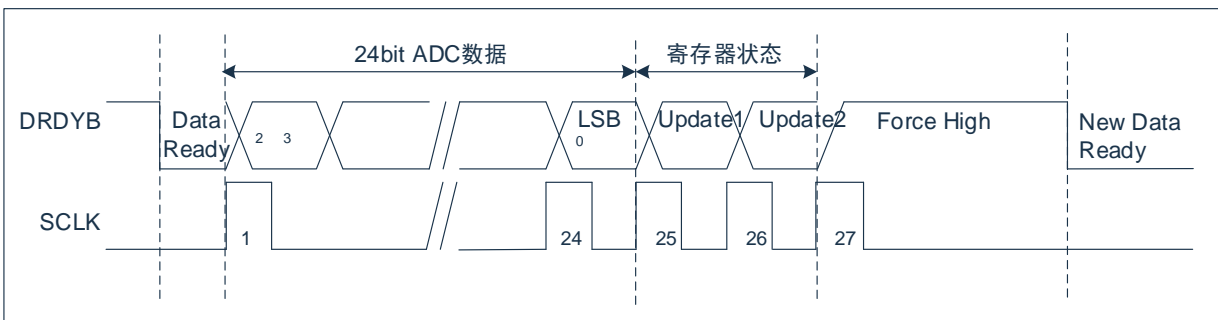 24bit ADC数据
寄存器状态
DRDYB
Data
Ready
2 3
LSB
0
Update1
Update2
Force High
New Data
Ready
SCLK
1
24
25
26
27